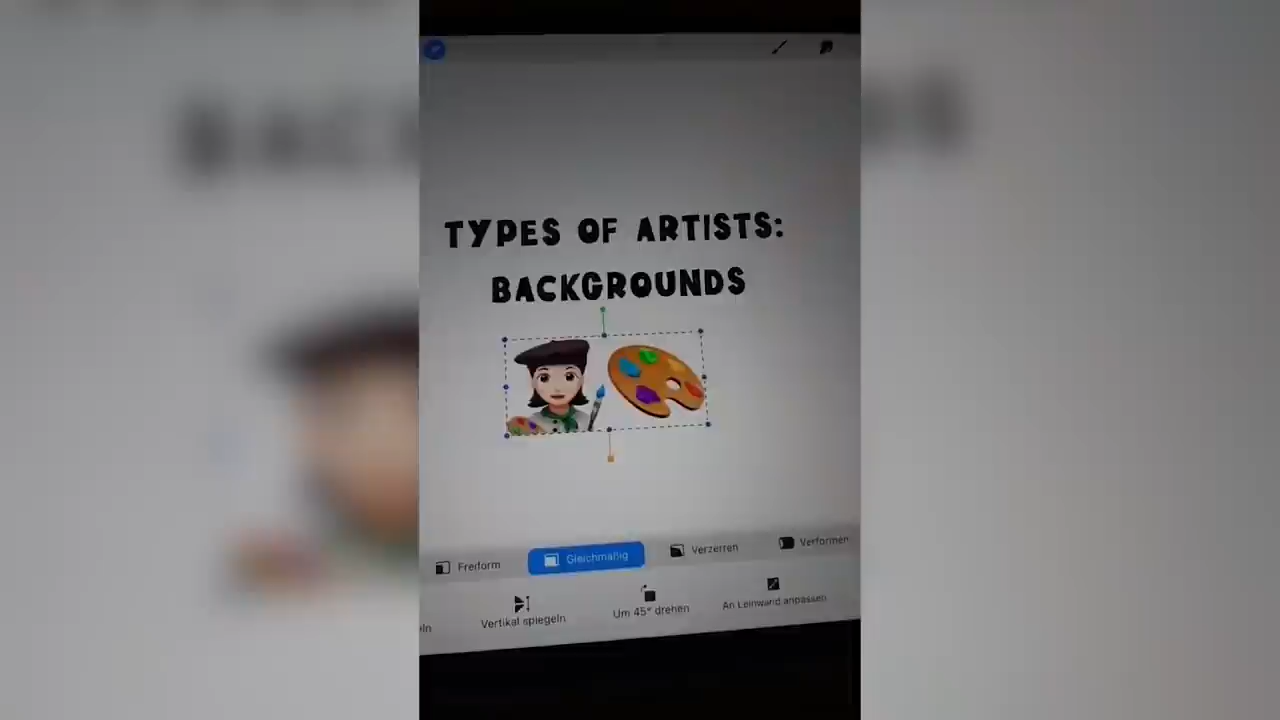 TYPES OF ARTISTS:
BACKGROUNDS
Freiform
Gleichmäßig
Verzerren
Verformen
Vertikal spiegeln
Um 45° drehen
An Leinwand anpassen